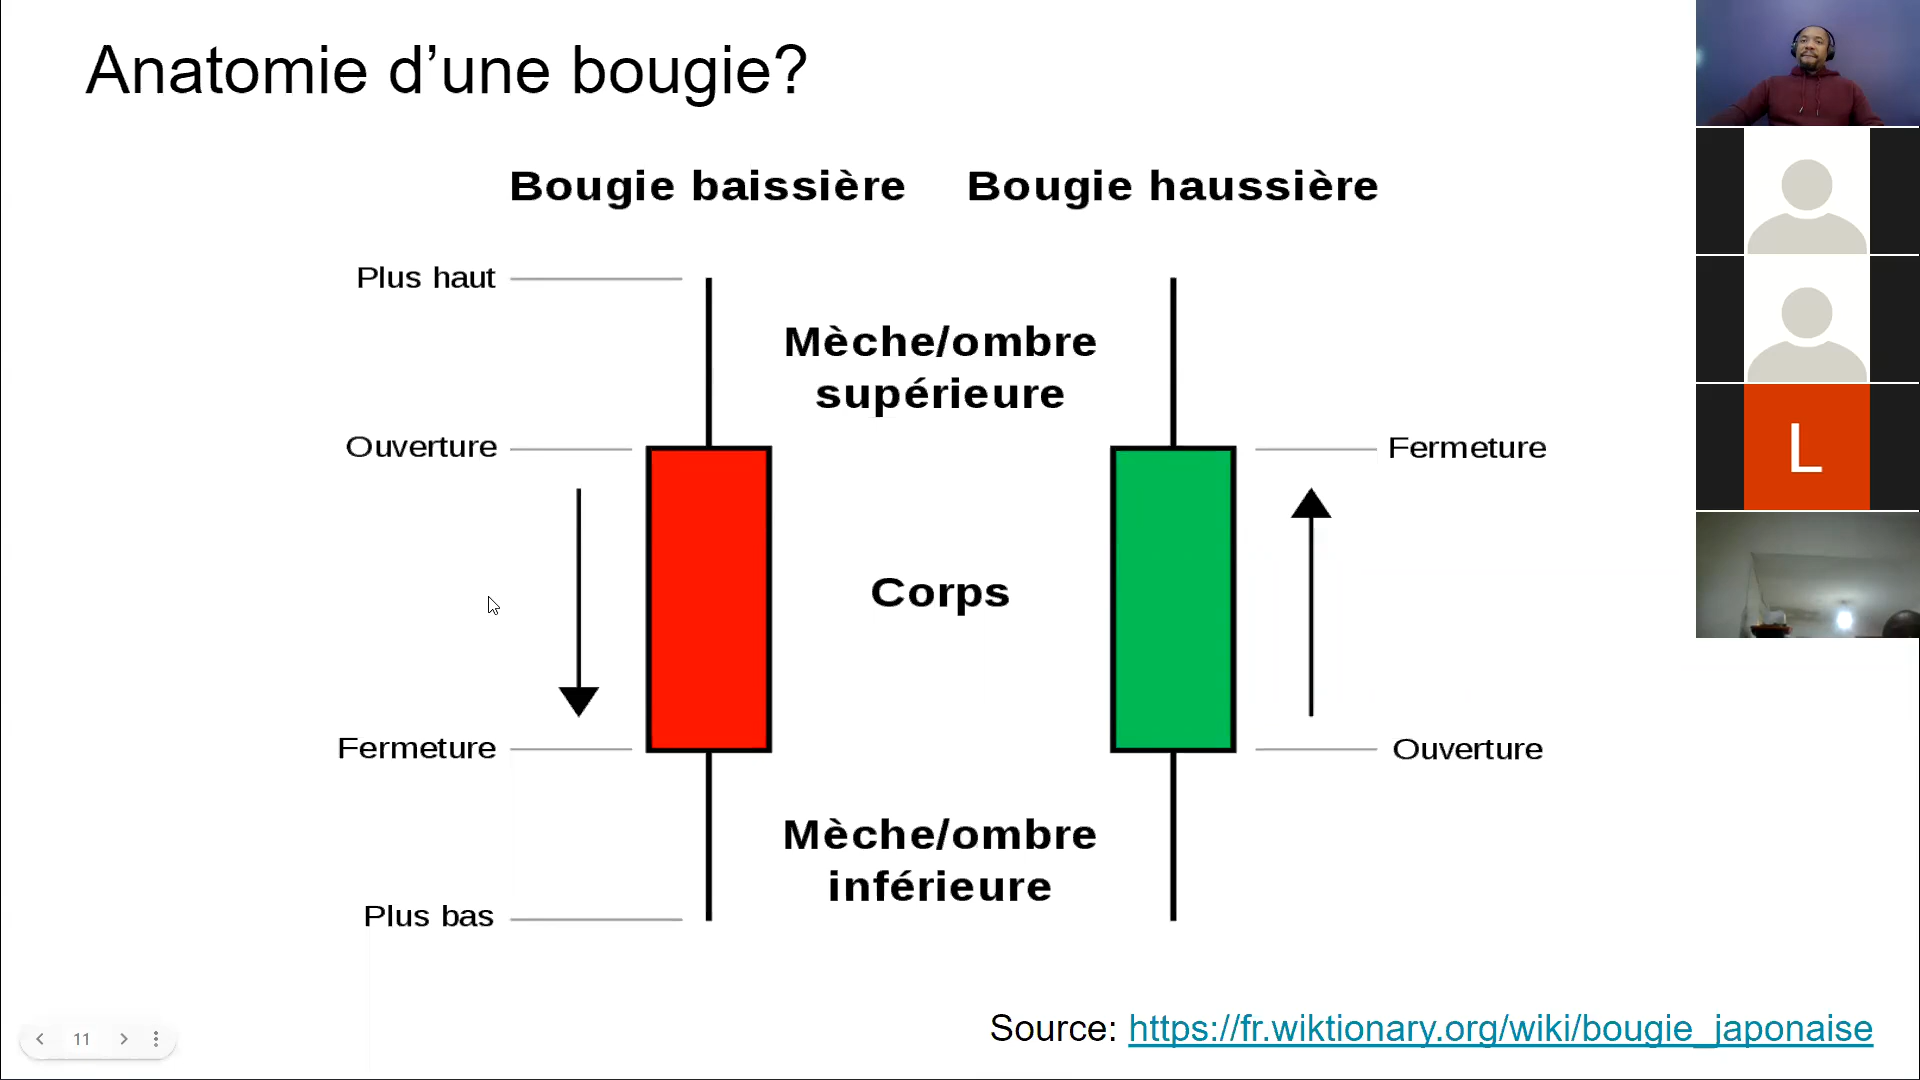 Anatomie d’une bougie?
Bougie baissière
Bougie haussière
Plus haut
Mèche/ombre
supérieure
Ouverture
Fermeture
Corps
Fermeture
Ouverture
Mèche/ombre
inférieure
Plus bas
L
11
Source: https://fr.wiktionary.org/wiki/bougie_japonaise